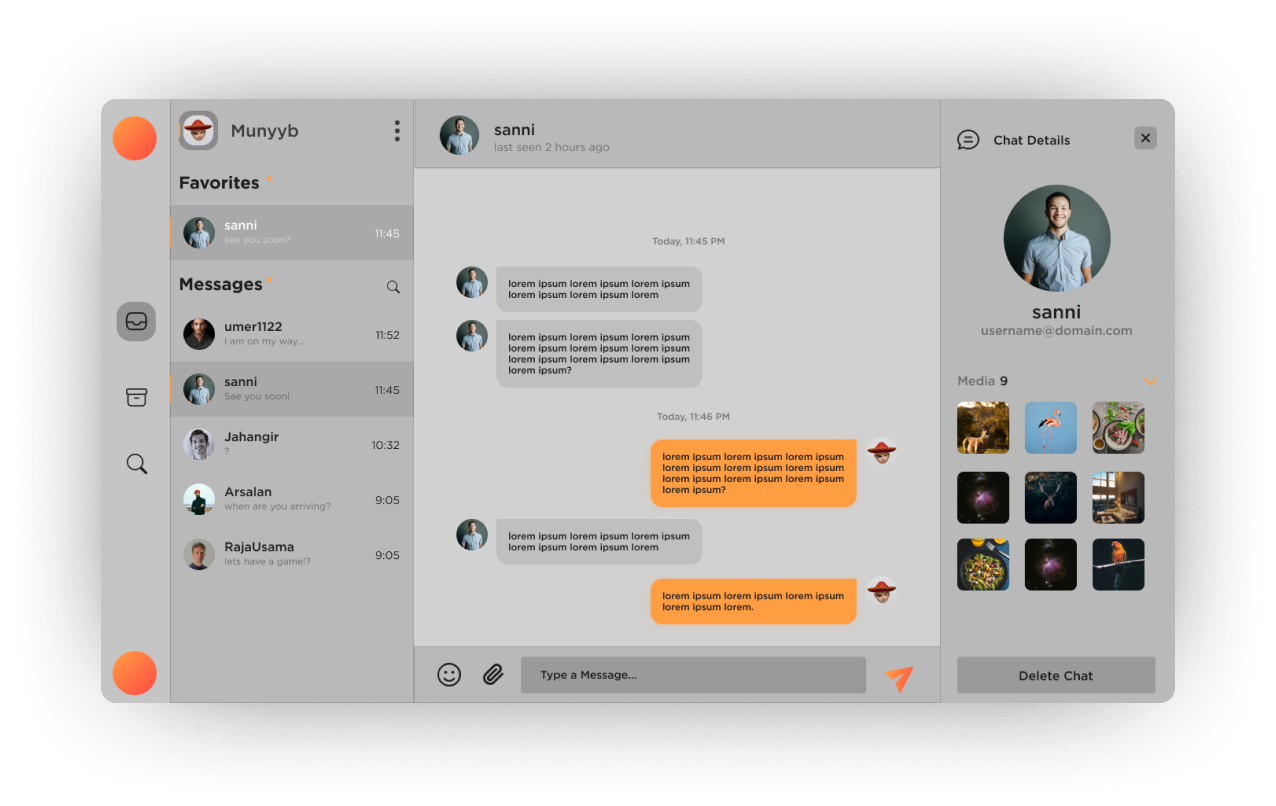 Munyyb
Favorites
sanni
see you soon?
11:45
Messages
umer1122
I am on my way...
11:52
sanni
See you soon!
11:45
Jahangir
?
10:32
Arsalan
when are you arriving?
9:05
RajaUsama
lets have a game!?
9:05
sanni
last seen 2 hours ago
Today, 11:45 PM
lorem ipsum lorem ipsum lorem ipsum
lorem ipsum lorem ipsum lorem
lorem ipsum lorem ipsum lorem ipsum
lorem ipsum lorem ipsum lorem ipsum
lorem ipsum lorem ipsum lorem ipsum
lorem ipsum?
Today, 11:46 PM
lorem ipsum lorem ipsum lorem ipsum
lorem ipsum lorem ipsum lorem ipsum
lorem ipsum lorem ipsum lorem ipsum
lorem ipsum?
lorem ipsum lorem ipsum lorem ipsum
lorem ipsum lorem ipsum lorem
lorem ipsum lorem ipsum lorem ipsum
lorem ipsum lorem.
Type a Message...
Chat Details
sanni
username@domain.com
Media 9
Delete Chat